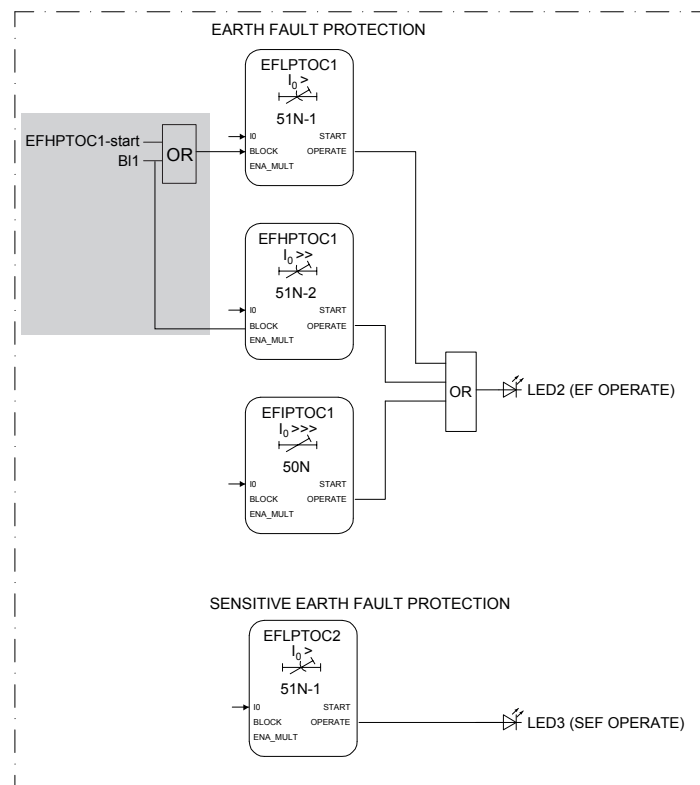 EARTH FAULT PROTECTION
EFLPTOC1
I0 >
51N-1
I0 START
BLOCK OPERATE
ENA_MULT
EFHPTOC1-start
BI1
OR
EFHPTOC1
I0 >>
51N-2
I0 START
BLOCK OPERATE
ENA_MULT
OR
LED2 (EF OPERATE)
EFIPTOC1
I0 >>>
50N
I0 START
BLOCK OPERATE
ENA_MULT
SENSITIVE EARTH FAULT PROTECTION
EFLPTOC2
I0 >
51N-1
I0 START
BLOCK OPERATE
ENA_MULT
LED3 (SEF OPERATE)